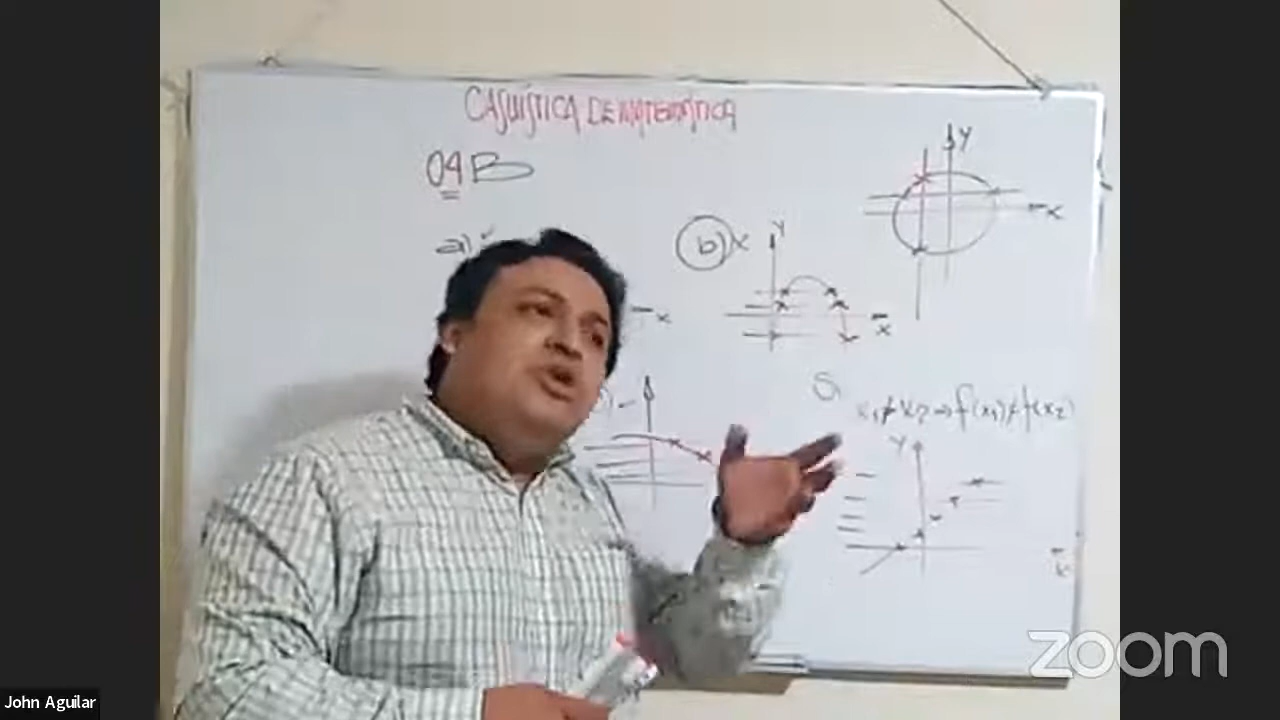 CASUÍSTICA DE MATEMÁTICA
04 B
a)
b) x
Y
X
Y
X
X
x₁ ≠ x₂ ⇒ f(x₁) ≠ f(x₂)
Y
X
John Aguilar
zoom